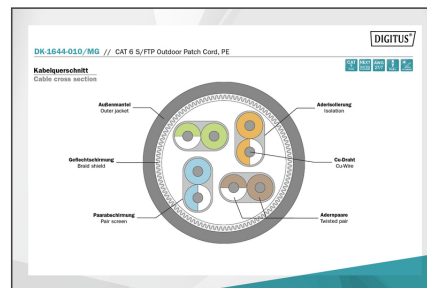 DIGITUS®
DK-1644-010/MG // CAT 6 S/FTP Outdoor Patch Cord, PE
Kabelquerschnitt
Cable cross section
Außenmantel
Outer jacket
Aderisolierung
Isolation
Geflechtschirmung
Braid shield
Cu-Draht
Cu-Wire
Paarabschirmung
Pair screen
Adernpaare
Twisted pair